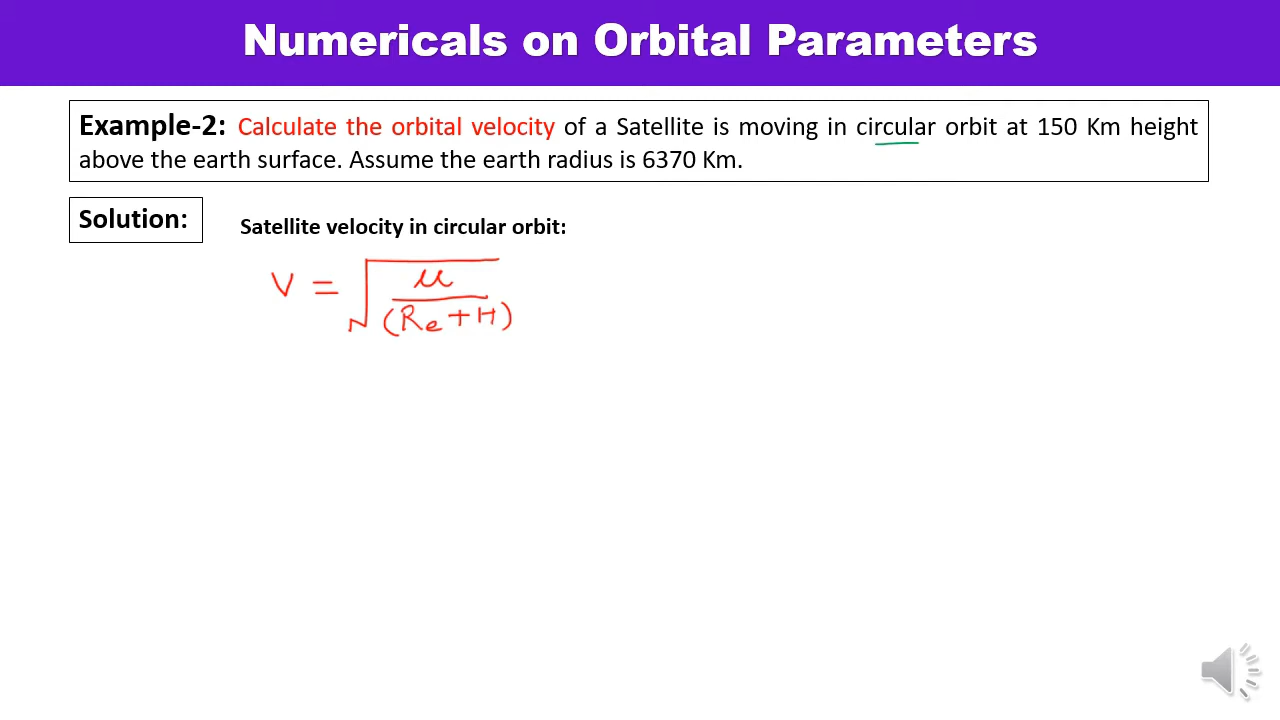 Numericals on Orbital Parameters
Example-2: Calculate the orbital velocity of a Satellite is moving in circular orbit at 150 Km height
above the earth surface. Assume the earth radius is 6370 Km.
Solution:
Satellite velocity in circular orbit:
V = √(μ / (Re + H))